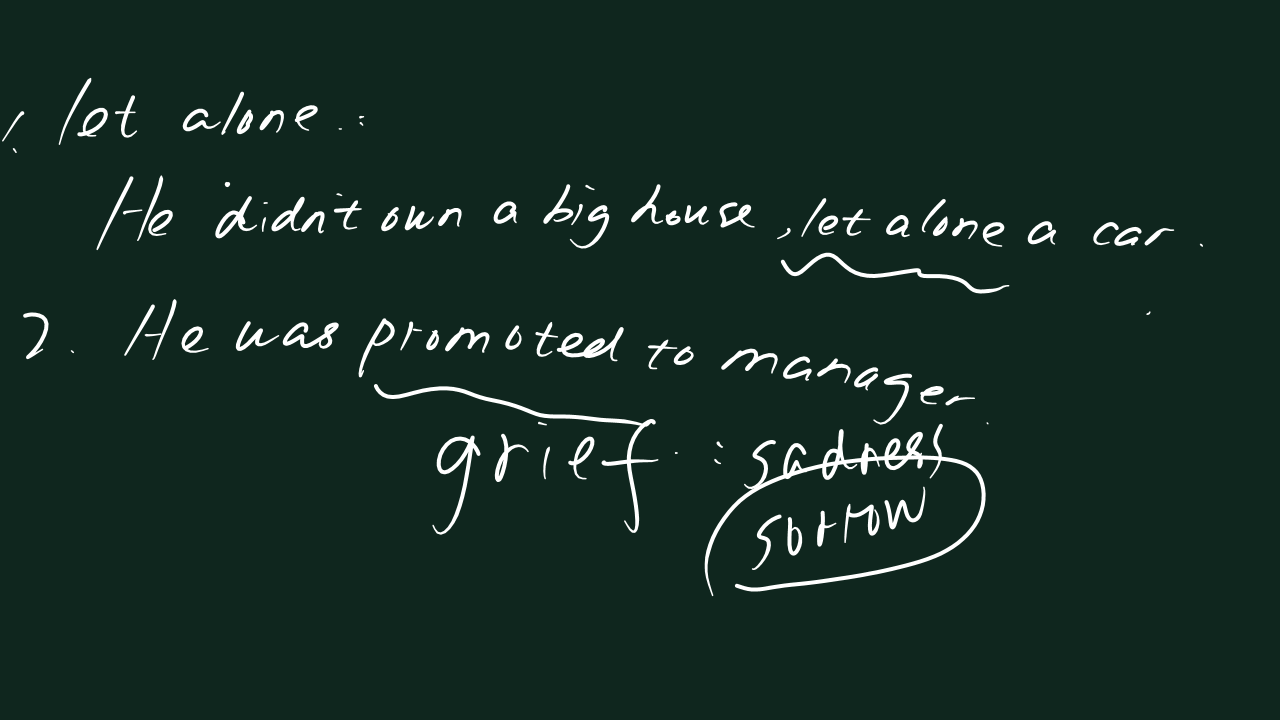 1. let alone :
He didn't own a big house, let alone a car.
2. He was promoted to manager.
grief : sadness
sorrow